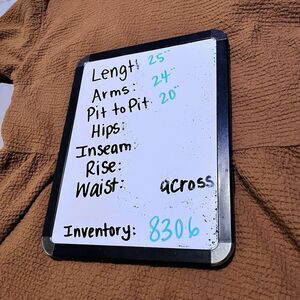 Length 25"
Arms: 24"
Pit to Pit 20"
Hips:
Inseam:
Rise:
Waist: across
Inventory: 8306